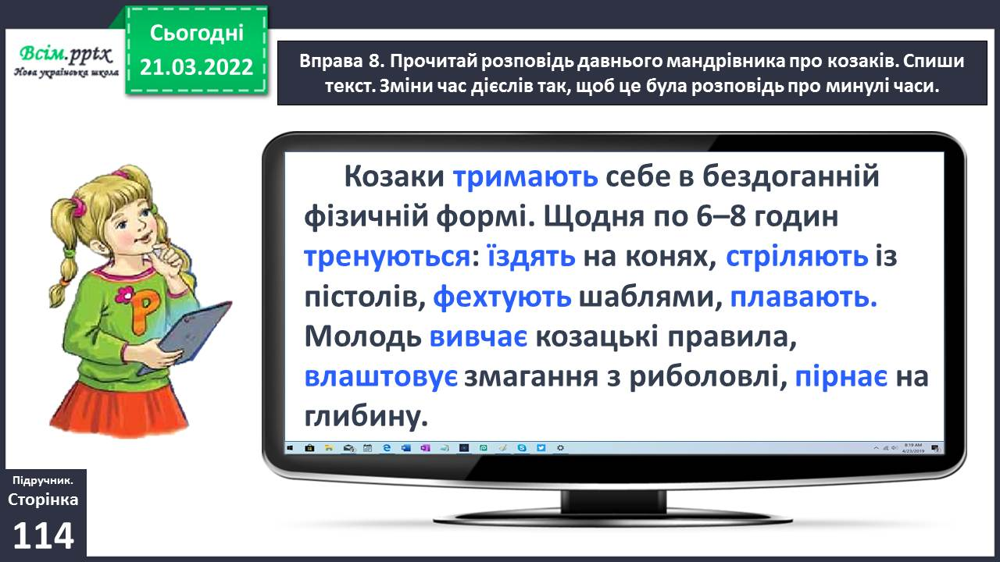 Всім.pptx
Нова українська школа
Сьогодні
21.03.2022
Вправа 8. Прочитай розповідь давнього мандрівника про козаків. Спиши
текст. Зміни час дієслів так, щоб це була розповідь про минулі часи.
Козаки тримають себе в бездоганній
фізичній формі. Щодня по 6–8 годин
тренуються: їздять на конях, стріляють із
пістолів, фехтують шаблями, плавають.
Молодь вивчає козацькі правила,
влаштовує змагання з риболовлі, пірнає на
глибину.
8:19 AM
4/23/2019
Підручник.
Сторінка
114